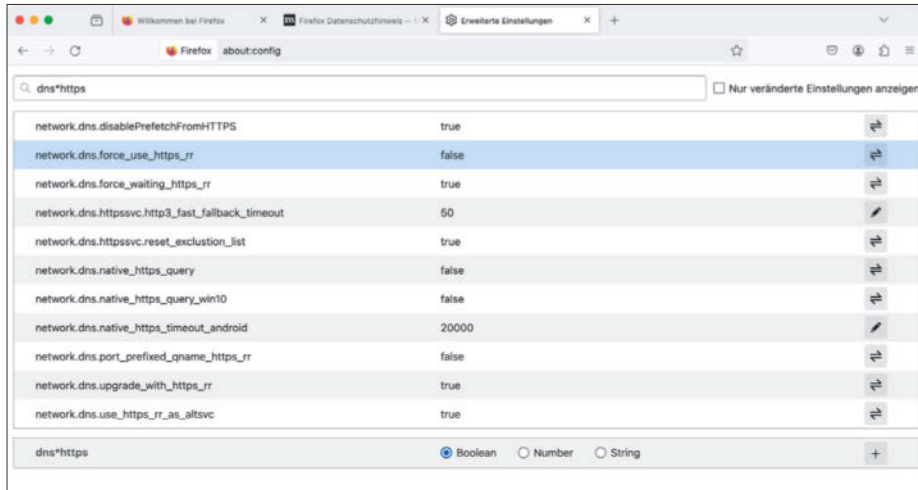 Willkommen bei Firefox
Firefox Datenschutzhinweis —
Erweiterte Einstellungen
Firefox about:config
dns*https
Nur veränderte Einstellungen anzeigen
network.dns.disablePrefetchFromHTTPS true
network.dns.force_use_https_rr false
network.dns.force_waiting_https_rr true
network.dns.httpssvc.http3_fast_fallback_timeout 50
network.dns.httpssvc.reset_exclustion_list true
network.dns.native_https_query false
network.dns.native_https_query_win10 false
network.dns.native_https_timeout_android 20000
network.dns.port_prefixed_qname_https_rr false
network.dns.upgrade_with_https_rr true
network.dns.use_https_rr_as_altsvc true
dns*https Boolean Number String